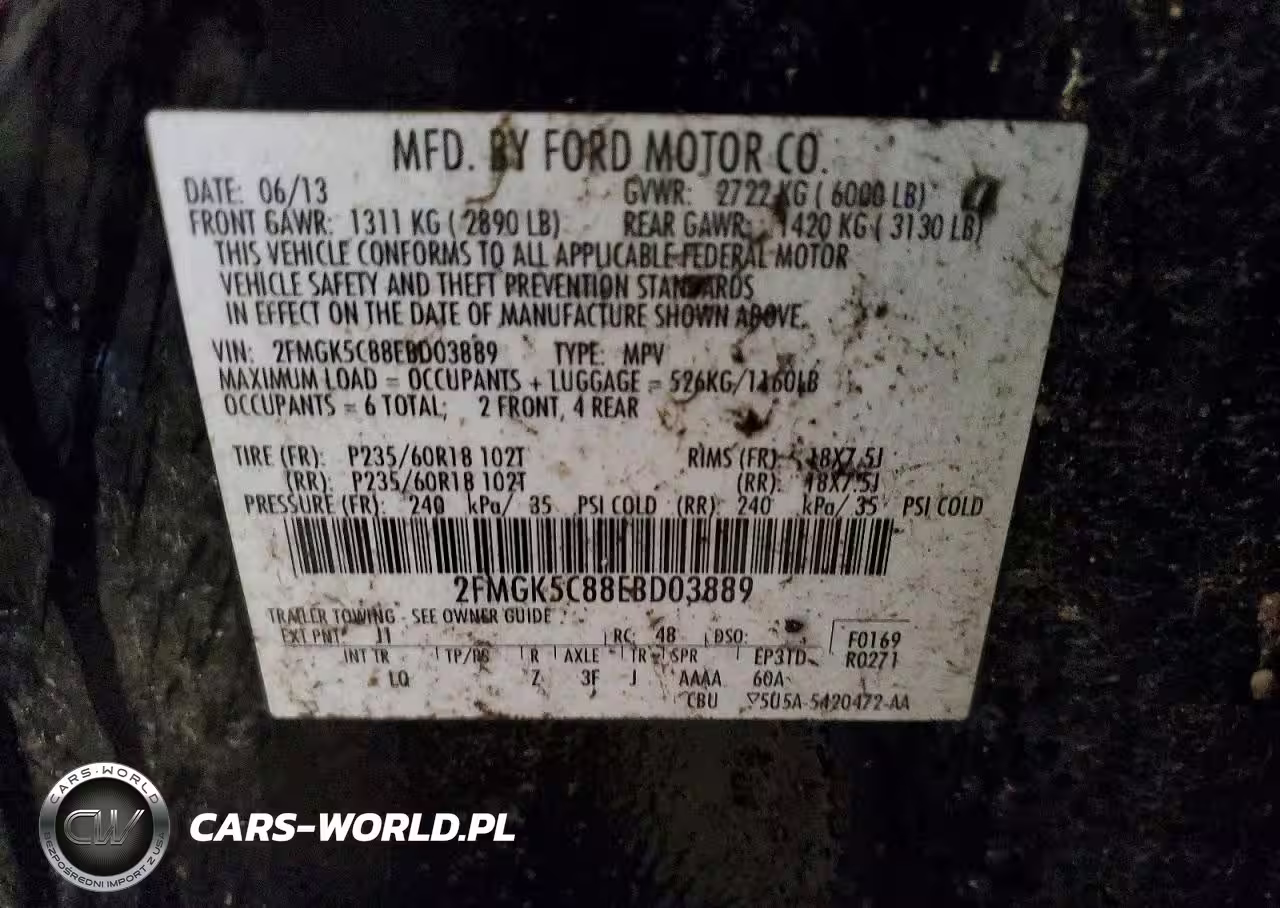 MFD. BY FORD MOTOR CO.
DATE: 06/13 GVWR: 2722 KG ( 6000 LB)
FRONT GAWR: 1311 KG ( 2890 LB) REAR GAWR: 1420 KG ( 3130 LB)
THIS VEHICLE CONFORMS TO ALL APPLICABLE FEDERAL MOTOR
VEHICLE SAFETY AND THEFT PREVENTION STANDARDS
IN EFFECT ON THE DATE OF MANUFACTURE SHOWN ABOVE.
VIN: 2FMGK5C88EBD03889 TYPE: MPV
MAXIMUM LOAD = OCCUPANTS + LUGGAGE = 526KG/1160LB
OCCUPANTS = 6 TOTAL; 2 FRONT, 4 REAR
TIRE (FR): P235/60R18 102T RIMS (FR): 18X7.5J
(RR): P235/60R18 102T (RR): 18X7.5J
PRESSURE (FR): 240 kPa/ 35 PSI COLD (RR): 240 kPa/ 35 PSI COLD
2FMGK5C88EBD03889
TRAILER TOWING - SEE OWNER GUIDE
EXT PNT: J1 RC: 48 DSO: F0169
INT TR TP/PS R AXLE TR SPR EP3TD R0271
LQ Z 3F J AAAA 60A
CBU 5U5A-5420472-AA
CARS-WORLD
CW
BEZPOŚREDNI IMPORT Z USA
CARS-WORLD.PL